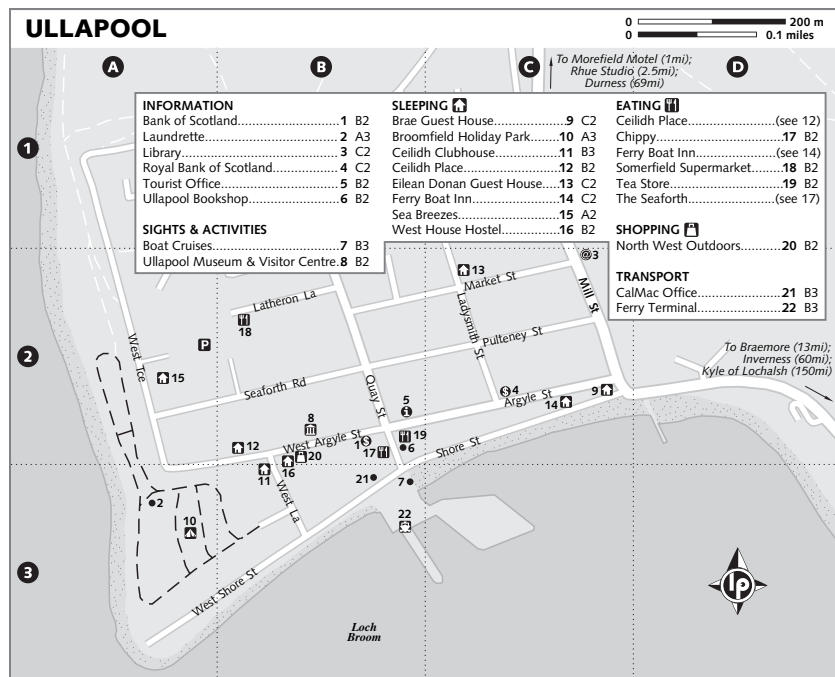 ULLAPOOL
0 200 m
0 0.1 miles
A B C D
To Morefield Motel (1mi);
Rhue Studio (2.5mi);
Durness (69mi)
INFORMATION
Bank of Scotland 1 B2
Laundrette 2 A3
Library 3 C2
Royal Bank of Scotland 4 C2
Tourist Office 5 B2
Ullapool Bookshop 6 B2
SIGHTS & ACTIVITIES
Boat Cruises 7 B3
Ullapool Museum & Visitor Centre 8 B2
SLEEPING
Brae Guest House 9 C2
Broomfield Holiday Park 10 A3
Ceilidh Clubhouse 11 B3
Ceilidh Place 12 B2
Eilean Donan Guest House 13 C2
Ferry Boat Inn 14 C2
Sea Breezes 15 A2
West House Hostel 16 B2
EATING
Ceilidh Place (see 12)
Chippy 17 B2
Ferry Boat Inn (see 14)
Somerfield Supermarket 18 B2
Tea Store 19 B2
The Seaforth (see 17)
SHOPPING
North West Outdoors 20 B2
TRANSPORT
CalMac Office 21 B3
Ferry Terminal 22 B3
1
@3
13
Market St
Mill St
Latheron La
Ladysmith St
18
Pulteney St
P
West Tce
2
To Braemore (13mi);
Inverness (60mi);
Kyle of Lochalsh (150mi)
15
Seaforth Rd
Quay St
$4
9
5
i
Argyle St
14
8
West Argyle St
19
12
1$
17
6
Shore St
20
16
11
21
7
2
West La
10
22
3
West Shore St
lp
Loch
Broom